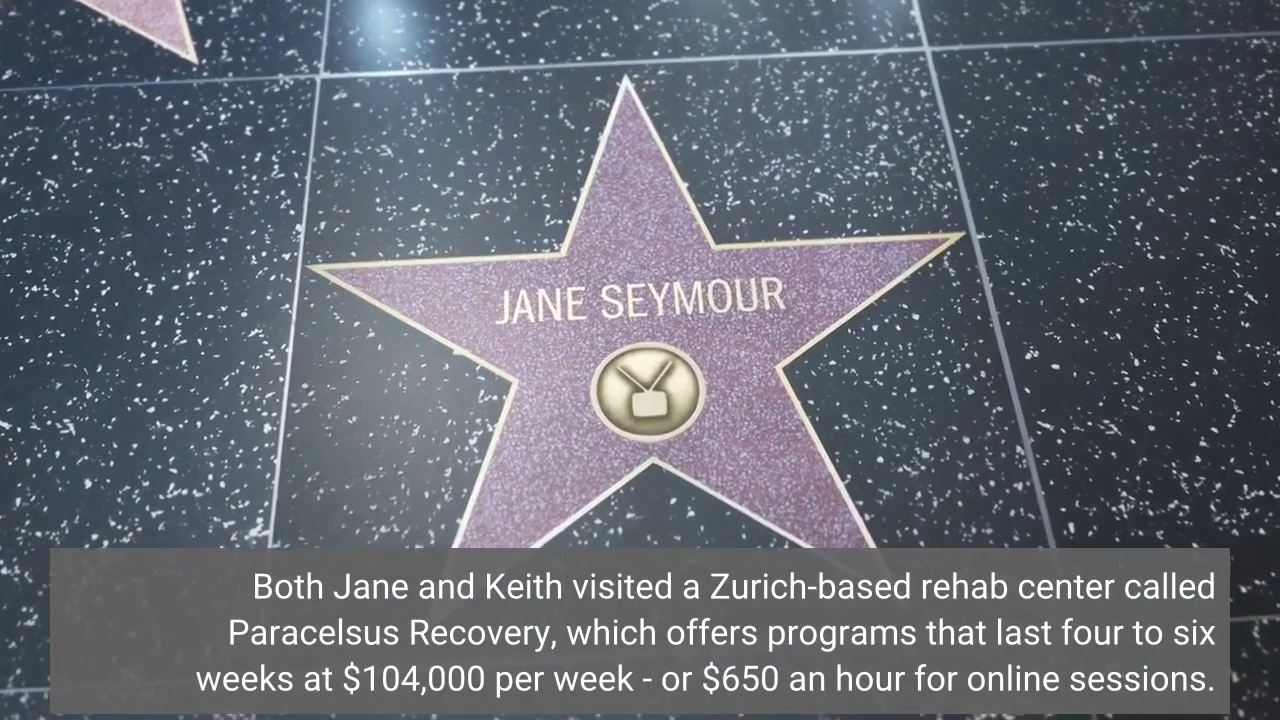 JANE SEYMOUR
Both Jane and Keith visited a Zurich-based rehab center called
Paracelsus Recovery, which offers programs that last four to six
weeks at $104,000 per week - or $650 an hour for online sessions.